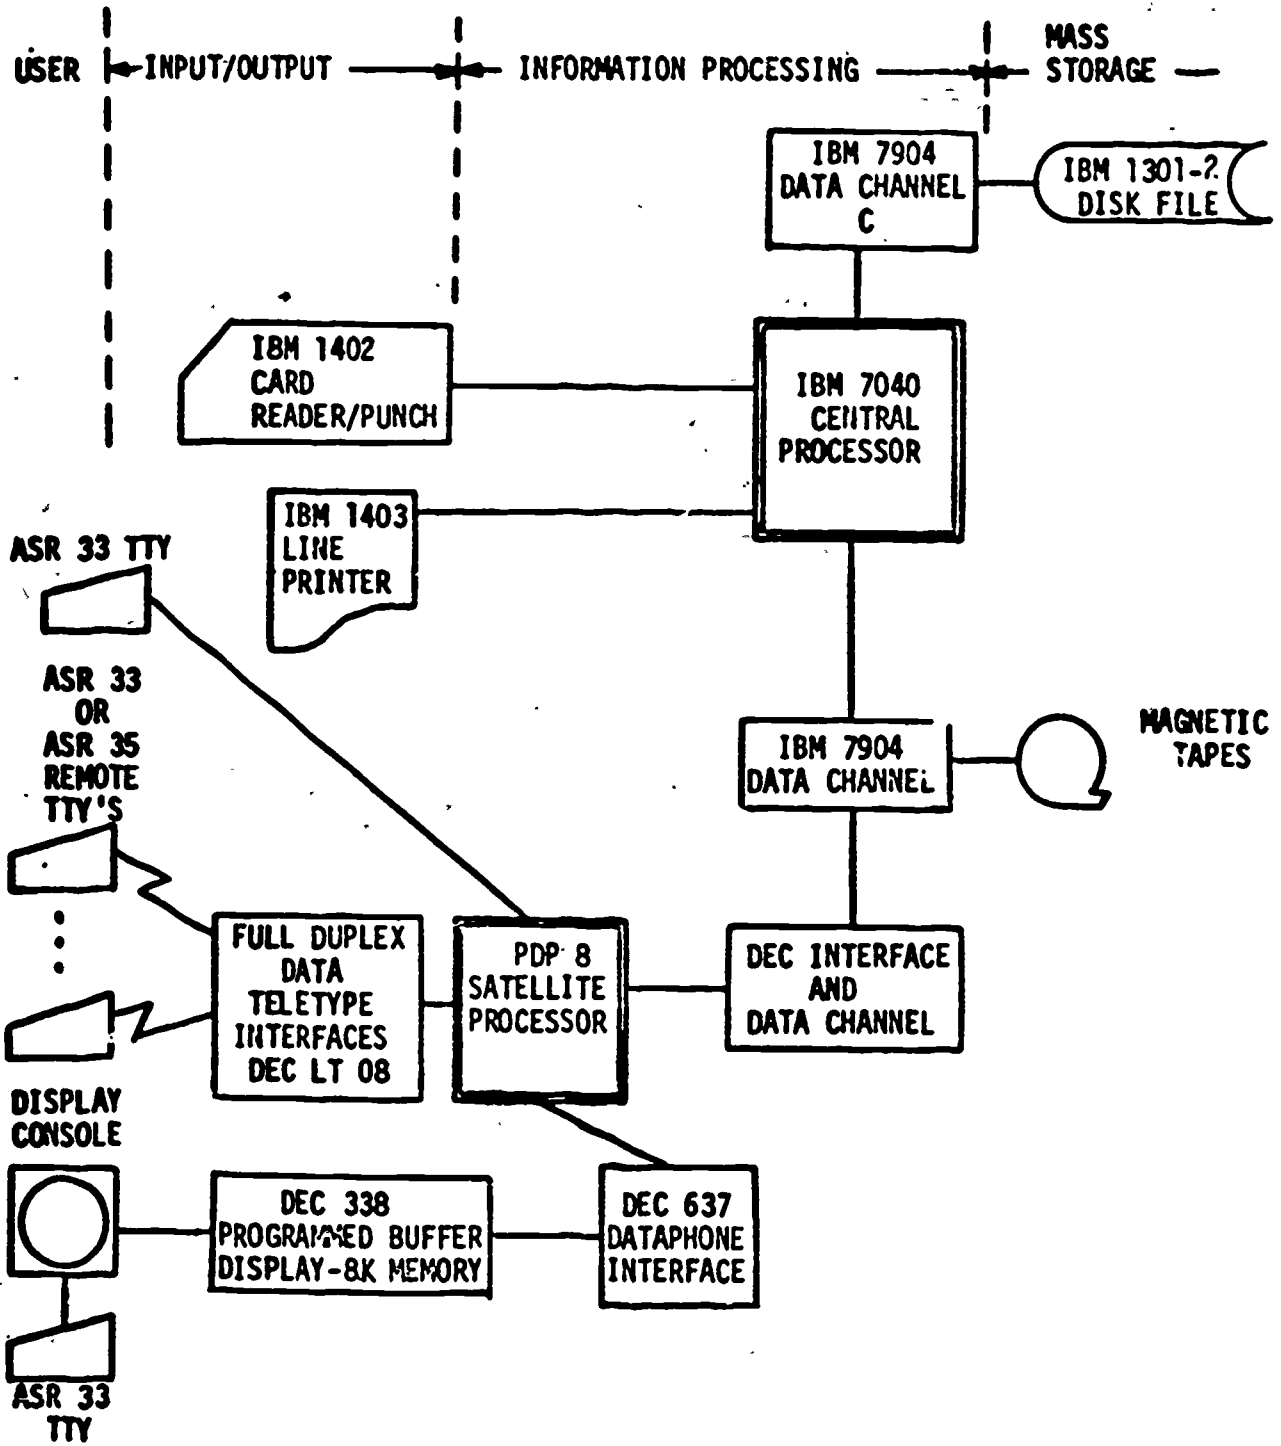 USER
INPUT/OUTPUT
INFORMATION PROCESSING
MASS
STORAGE
IBM 7904
DATA CHANNEL
C
IBM 1301-2
DISK FILE
IBM 1402
CARD
READER/PUNCH
IBM 7040
CENTRAL
PROCESSOR
IBM 1403
LINE
PRINTER
ASR 33 TTY
ASR 33
OR
ASR 35
REMOTE
TTY'S
IBM 7904
DATA CHANNEL
MAGNETIC
TAPES
FULL DUPLEX
DATA
TELETYPE
INTERFACES
DEC LT 08
PDP 8
SATELLITE
PROCESSOR
DEC INTERFACE
AND
DATA CHANNEL
DISPLAY
CONSOLE
DEC 338
PROGRAMMED BUFFER
DISPLAY-8K MEMORY
DEC 637
DATAPHONE
INTERFACE
ASR 33
TTY